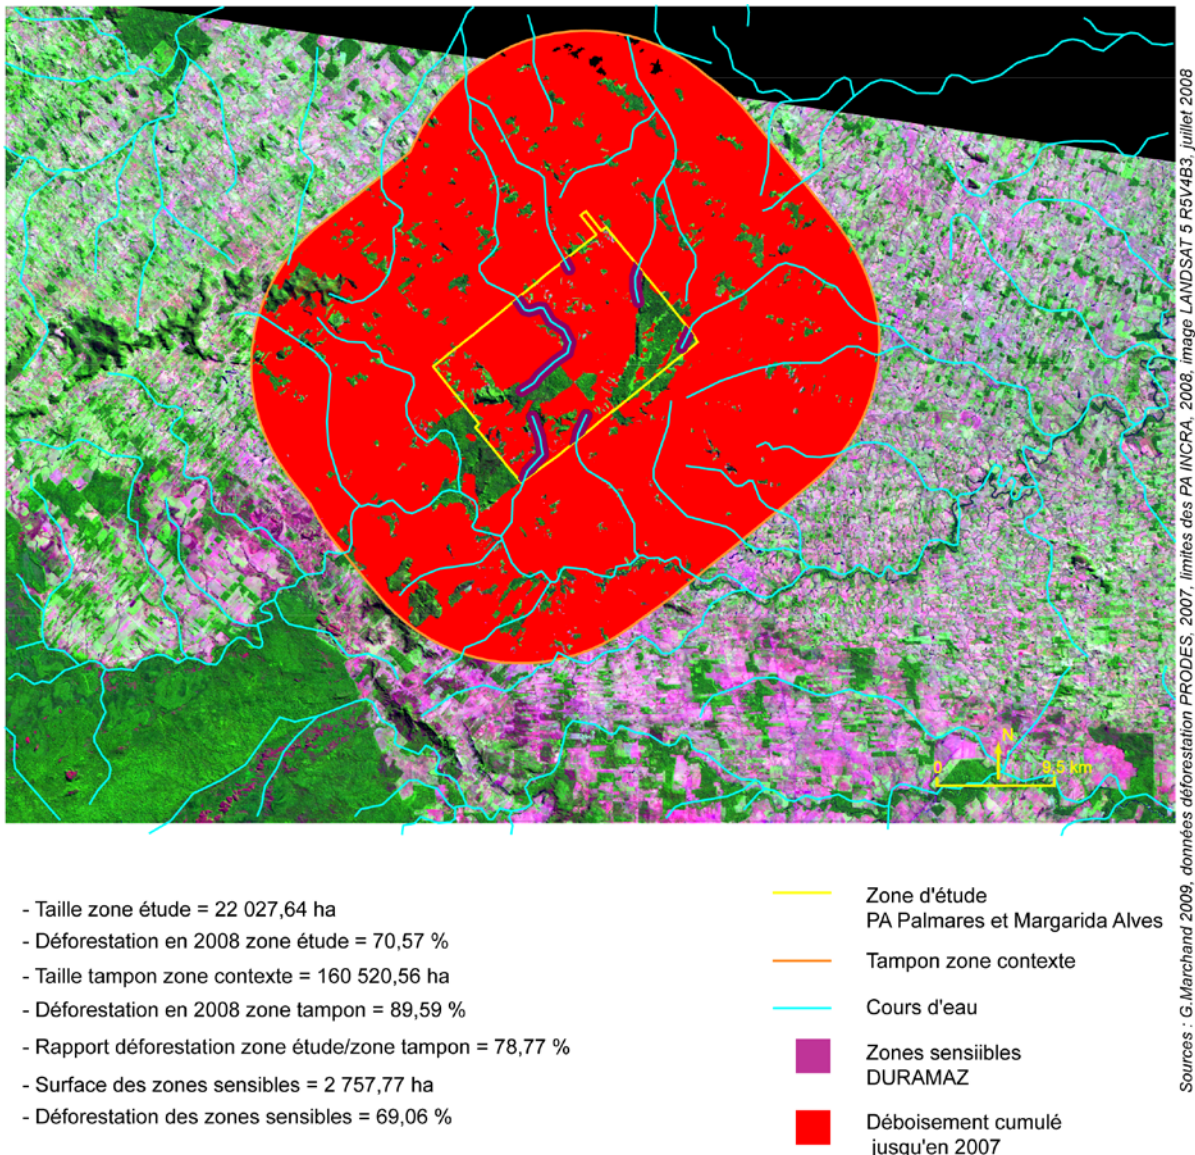 N
0
9,5 km
Sources : G.Marchand 2009, données déforestation PRODES, 2007, limites des PA INCRA, 2008, image LANDSAT 5 R5V4B3, juillet 2008
- Taille zone étude = 22 027,64 ha
- Déforestation en 2008 zone étude = 70,57 %
- Taille tampon zone contexte = 160 520,56 ha
- Déforestation en 2008 zone tampon = 89,59 %
- Rapport déforestation zone étude/zone tampon = 78,77 %
- Surface des zones sensibles = 2 757,77 ha
- Déforestation des zones sensibles = 69,06 %
Zone d'étude
PA Palmares et Margarida Alves
Tampon zone contexte
Cours d'eau
Zones sensiibles
DURAMAZ
Déboisement cumulé
jusqu'en 2007